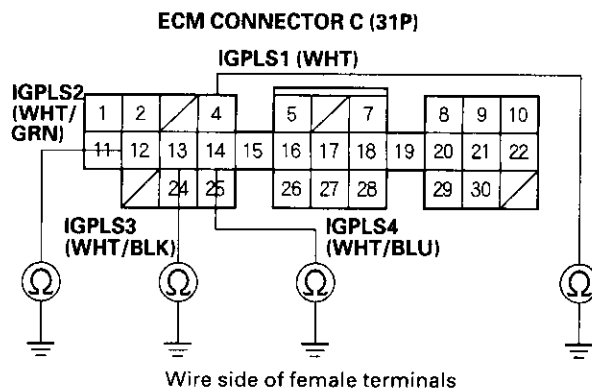 ECM CONNECTOR C (31P)
IGPLS1 (WHT)
IGPLS2
(WHT/
GRN)
1 2 4 5 7 8 9 10
11 12 13 14 15 16 17 18 19 20 21 22
24 25 26 27 28 29 30
IGPLS3
(WHT/BLK)
IGPLS4
(WHT/BLU)
Ω Ω Ω Ω
Wire side of female terminals